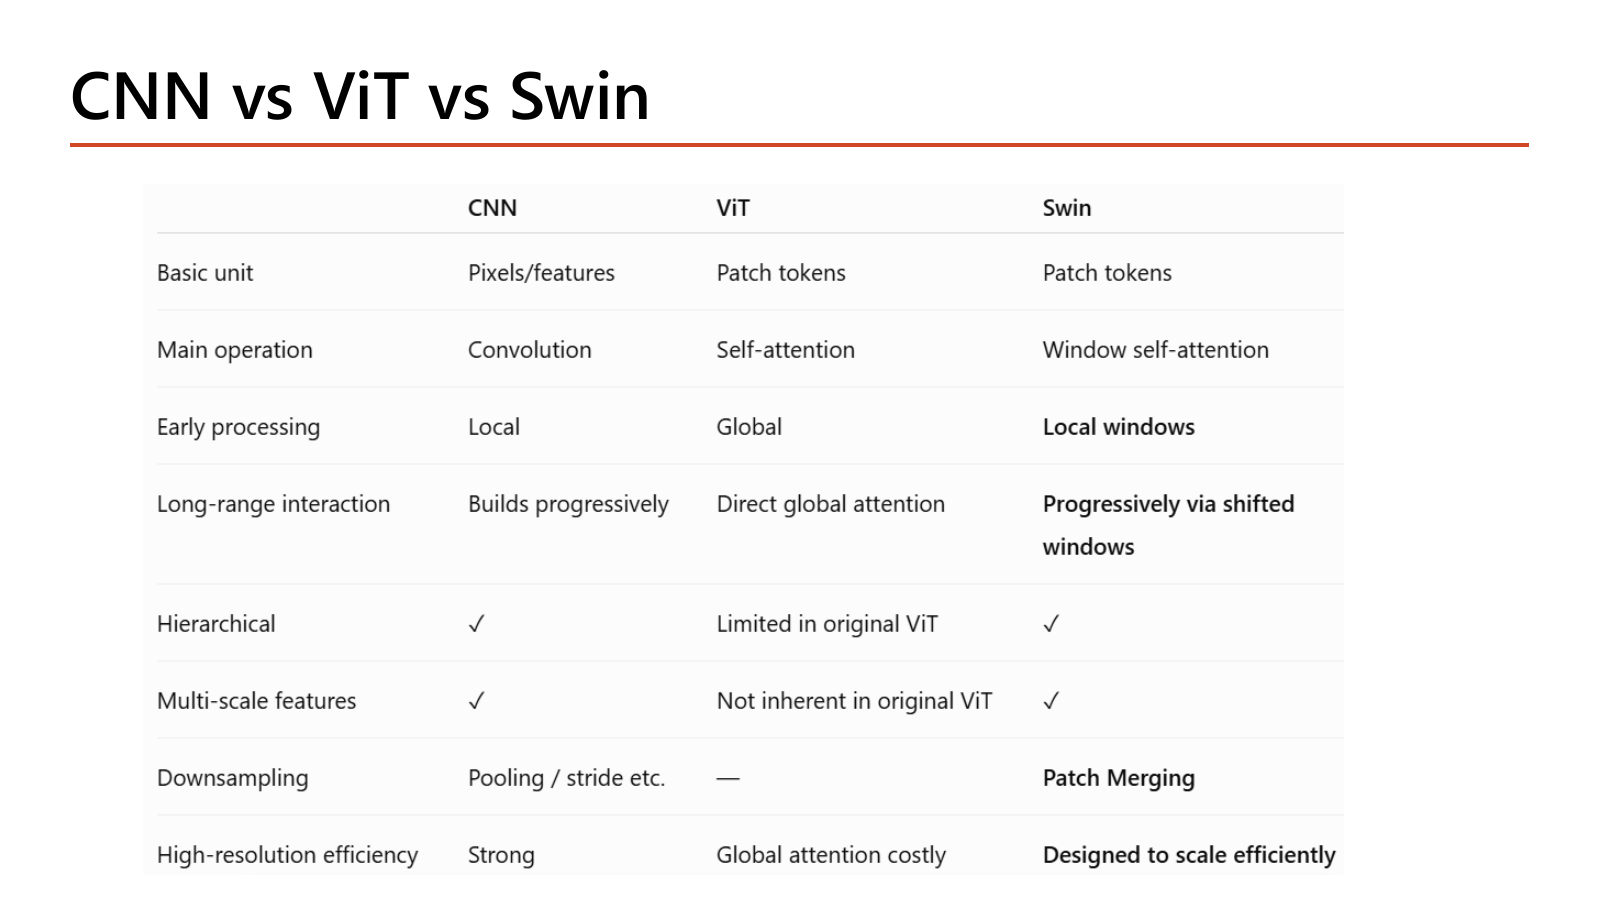 CNN vs ViT vs Swin
CNN ViT Swin
Basic unit Pixels/features Patch tokens Patch tokens
Main operation Convolution Self-attention Window self-attention
Early processing Local Global Local windows
Long-range interaction Builds progressively Direct global attention Progressively via shifted
windows
Hierarchical ✓ Limited in original ViT ✓
Multi-scale features ✓ Not inherent in original ViT ✓
Downsampling Pooling / stride etc. — Patch Merging
High-resolution efficiency Strong Global attention costly Designed to scale efficiently